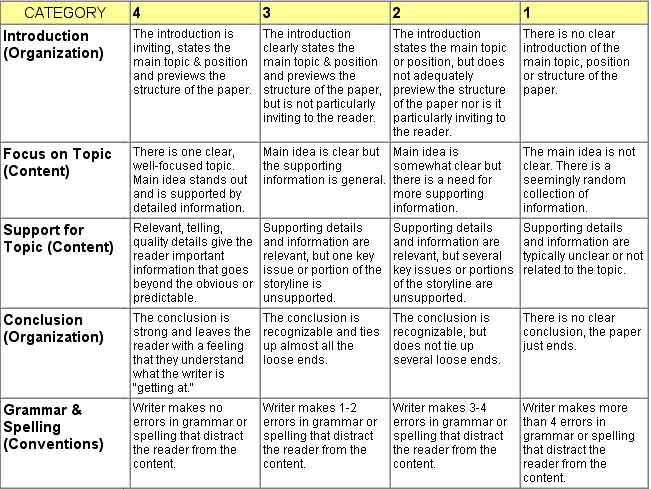 CATEGORY 4 3 2 1
Introduction
(Organization)
The introduction is
inviting, states the
main topic & position
and previews the
structure of the paper.
The introduction
clearly states the
main topic & position
and previews the
structure of the paper,
but is not particularly
inviting to the reader.
The introduction
states the main topic
or position, but does
not adequately
preview the structure
of the paper nor is it
particularly inviting to
the reader.
There is no clear
introduction of the
main topic, position
or structure of the
paper.
Focus on Topic
(Content)
There is one clear,
well-focused topic.
Main idea stands out
and is supported by
detailed information.
Main idea is clear but
the supporting
information is general.
Main idea is
somewhat clear but
there is a need for
more supporting
information.
The main idea is not
clear. There is a
seemingly random
collection of
information.
Support for
Topic (Content)
Relevant, telling,
quality details give the
reader important
information that goes
beyond the obvious or
predictable.
Supporting details
and information are
relevant, but one key
issue or portion of the
storyline is
unsupported.
Supporting details
and information are
relevant, but several
key issues or portions
of the storyline are
unsupported.
Supporting details
and information are
typically unclear or not
related to the topic.
Conclusion
(Organization)
The conclusion is
strong and leaves the
reader with a feeling
that they understand
what the writer is
"getting at."
The conclusion is
recognizable and ties
up almost all the
loose ends.
The conclusion is
recognizable, but
does not tie up
several loose ends.
There is no clear
conclusion, the paper
just ends.
Grammar &
Spelling
(Conventions)
Writer makes no
errors in grammar or
spelling that distract
the reader from the
content.
Writer makes 1-2
errors in grammar or
spelling that distract
the reader from the
content.
Writer makes 3-4
errors in grammar or
spelling that distract
the reader from the
content.
Writer makes more
than 4 errors in
grammar or spelling
that distract the
reader from the
content.